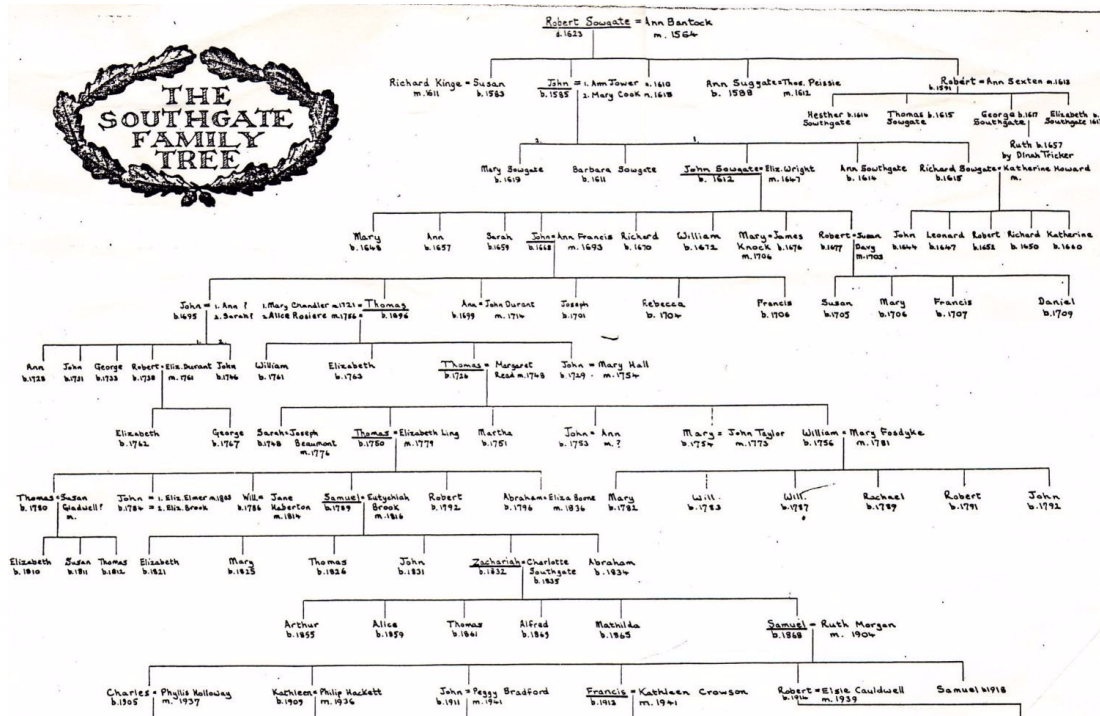 THE
SOUTHGATE
FAMILY
TREE
Robert Sowgate = Ann Bantock
d.1623 m. 1564
Richard Kinge = Susan John = 1. Ann Tower m. 1610 Ann Suggate = Thos. Peissie Robert = Ann Sexten m.1613
m.1611 b.1583 b.1585 2. Mary Cook m.1618 b. 1588 m.1612 b.1591
Hesther b.1614 Thomas b.1615 George b.1617 Elizabeth b.
Southgate Sowgate Southgate Southgate
2. 1. Ruth b.1657
by Dinah Tricker
Mary Sowgate Barbara Sowgate John Sowgate = Eliz. Wright Ann Southgate Richard Sowgate = Katherine Howard
b.1619 b.1611 b. 1612 m.1647 b.1614 b.1615 m.
Mary Ann Sarah John = Ann Francis Richard William Mary = James Robert = Susan John Leonard Robert Richard Katherine
b.1648 b.1657 b.1659 b.1668 m.1693 b.1670 b.1672 Knock b.1676 b.1677 Davy b.1644 b.1647 b.1652 b.1650 b.1660
m.1706 m.1703
John = 1. Ann ? 1. Mary Chandler m.1721 = Thomas Ann = John Durant Joseph Rebecca Francis Susan Mary Francis Daniel
b.1695 2. Sarah? 2. Alice Rosiere m.1756 = b.1696 b.1699 m.1714 b.1701 b. 1704 b.1706 b.1705 b.1706 b.1707 b.1709
Ann John George Robert = Eliz. Durant John William Elizabeth Thomas = Margaret John = Mary Hall
b.1728 b.1731 b.1733 b.1738 m.1761 b.1746 b.1761 b.1763 b.1726 Read m.1748 b.1729 m.1754
Elizabeth George Sarah = Joseph Thomas = Elizabeth Ling Martha John = Ann Mary = John Taylor William = Mary Fosdyke
b.1762 b.1767 b.1748 Beaumont b.1750 m.1779 b.1751 b.1753 m.? b.1754 m.1773 b.1756 m.1781
m.1776
Thomas = Susan John = 1. Eliz. Elmer m.1803 Will. = Jane Samuel = Eutychiah Robert Abraham = Eliza Boone Mary Will. Will. Rachael Robert John
b.1780 Gladwell? b.1784 = 2. Eliz. Brook b.1786 Haberton b.1789 Brook b.1792 b.1796 m.1836 b.1782 b.1783 b.1787 b.1789 b.1791 b.1792
m. m.1814 m.1816
Elizabeth Susan Thomas Elizabeth Mary Thomas John Zachariah = Charlotte Abraham
b.1810 b.1811 b.1812 b.1821 b.1825 b.1826 b.1831 b.1832 Southgate b.1834
b.1835
Arthur Alice Thomas Alfred Mathilda Samuel = Ruth Morgan
b.1855 b.1859 b.1861 b.1863 b.1865 b.1868 m. 1904
Charles = Phyllis Holloway Kathleen = Philip Hackett John = Peggy Bradford Francis = Kathleen Crowson Robert = Elsie Cauldwell Samuel b.1918
b.1905 m. 1937 b.1909 m.1936 b.1911 m.1941 b.1913 m.1941 b.1916 m.1939